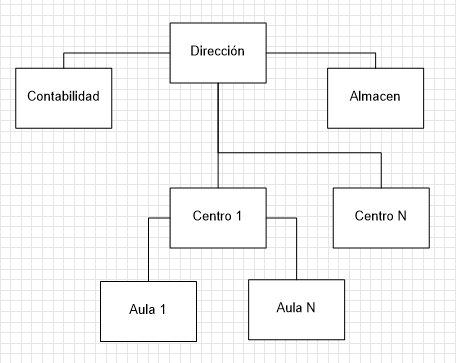 Dirección
Contabilidad
Almacen
Centro 1
Centro N
Aula 1
Aula N